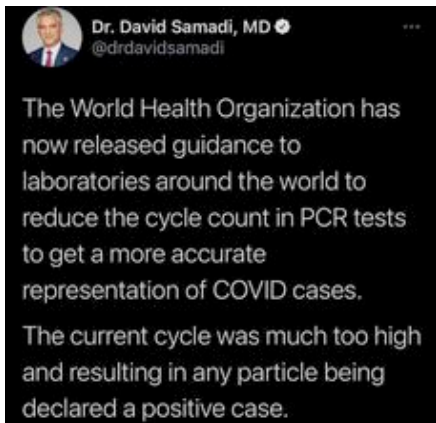 Dr. David Samadi, MD
@drdavidsamadi
The World Health Organization has
now released guidance to
laboratories around the world to
reduce the cycle count in PCR tests
to get a more accurate
representation of COVID cases.
The current cycle was much too high
and resulting in any particle being
declared a positive case.